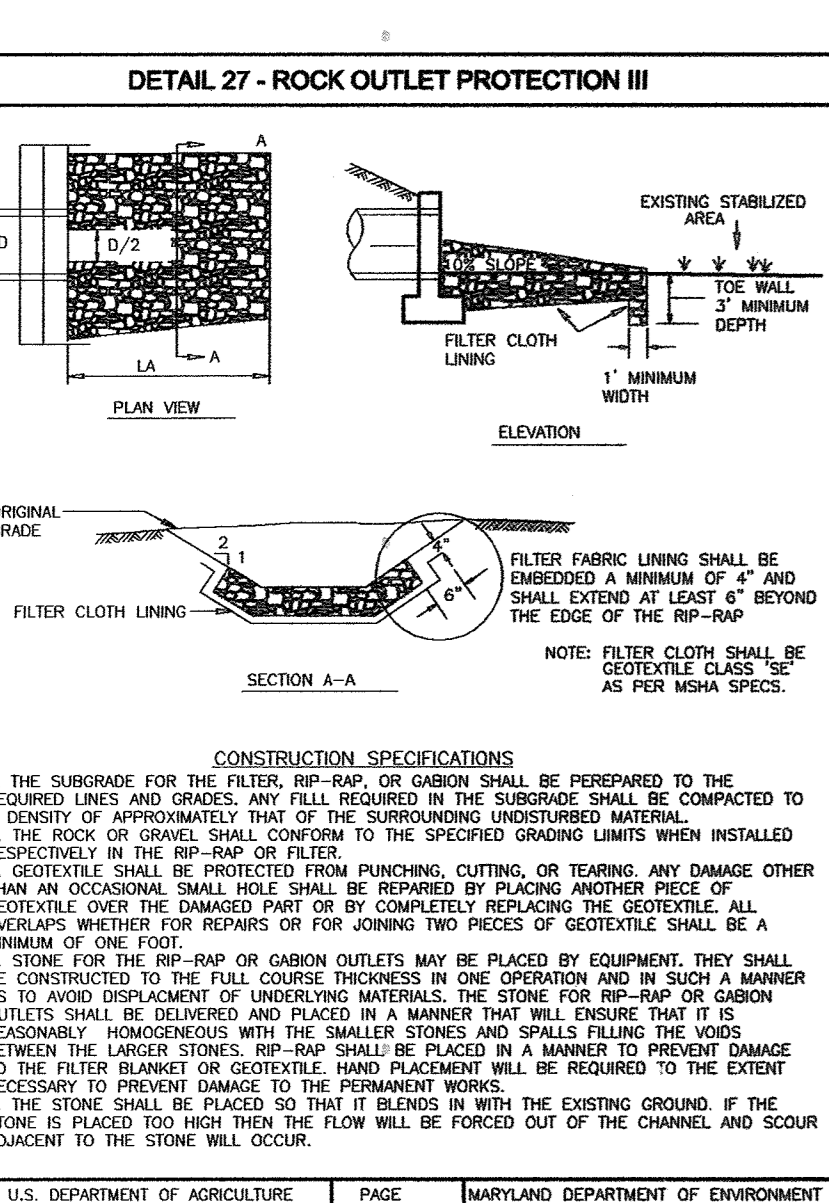 DETAIL 27 - ROCK OUTLET PROTECTION III
A
D
D/2
A
LA
PLAN VIEW
EXISTING STABILIZED
AREA
10% SLOPE
TOE WALL
3' MINIMUM
DEPTH
FILTER CLOTH
LINING
1' MINIMUM
WIDTH
ELEVATION
RIGINAL
RADE
2
1
4"
6"
FILTER CLOTH LINING
FILTER FABRIC LINING SHALL BE
EMBEDDED A MINIMUM OF 4" AND
SHALL EXTEND AT LEAST 6" BEYOND
THE EDGE OF THE RIP-RAP
SECTION A-A
NOTE: FILTER CLOTH SHALL BE
GEOTEXTILE CLASS 'SE'
AS PER MSHA SPECS.
CONSTRUCTION SPECIFICATIONS
THE SUBGRADE FOR THE FILTER, RIP-RAP, OR GABION SHALL BE PEREPARED TO THE
EQUIRED LINES AND GRADES. ANY FILLL REQUIRED IN THE SUBGRADE SHALL BE COMPACTED TO
DENSITY OF APPROXIMATELY THAT OF THE SURROUNDING UNDISTURBED MATERIAL.
THE ROCK OR GRAVEL SHALL CONFORM TO THE SPECIFIED GRADING LIIMITS WHEN INSTALLED
ESPECTIVELY IN THE RIP-RAP OR FILTER.
GEOTEXTILE SHALL BE PROTECTED FROM PUNCHING, CUTTING, OR TEARING. ANY DAMAGE OTHER
HAN AN OCCASIONAL SMALL HOLE SHALL BE REPARIED BY PLACING ANOTHER PIECE OF
EOTEXTILE OVER THE DAMAGED PART OR BY COMPLETELY REPLACING THE GEOTEXTILE. ALL
VERLAPS WHETHER FOR REPAIRS OR FOR JOINING TWO PIECES OF GEOTEXTILE SHALL BE A
INIMUM OF ONE FOOT.
STONE FOR THE RIP-RAP OR GABION OUTLETS MAY BE PLACED BY EQUIPMENT. THEY SHALL
E CONSTRUCTED TO THE FULL COURSE THICKNESS IN ONE OPERATION AND IN SUCH A MANNER
S TO AVOID DISPLACMENT OF UNDERLYING MATERIALS. THE STONE FOR RIP-RAP OR GABION
UTLETS SHALL BE DELIVERED AND PLACED IN A MANNER THAT WILL ENSURE THAT IT IS
EASONABLY HOMOGENEOUS WITH THE SMALLER STONES AND SPALLS FILLING THE VOIDS
ETWEEN THE LARGER STONES. RIP-RAP SHALL BE PLACED IN A MANNER TO PREVENT DAMAGE
O THE FILTER BLANKET OR GEOTEXTILE. HAND PLACEMENT WILL BE REQUIRED TO THE EXTENT
ECESSARY TO PREVENT DAMAGE TO THE PERMANENT WORKS.
THE STONE SHALL BE PLACED SO THAT IT BLENDS IN WITH THE EXISTING GROUND. IF THE
TONE IS PLACED TOO HIGH THEN THE FLOW WILL BE FORCED OUT OF THE CHANNEL AND SCOUR
DJACENT TO THE STONE WILL OCCUR.
U.S. DEPARTMENT OF AGRICULTURE
PAGE
MARYLAND DEPARTMENT OF ENVIRONMENT